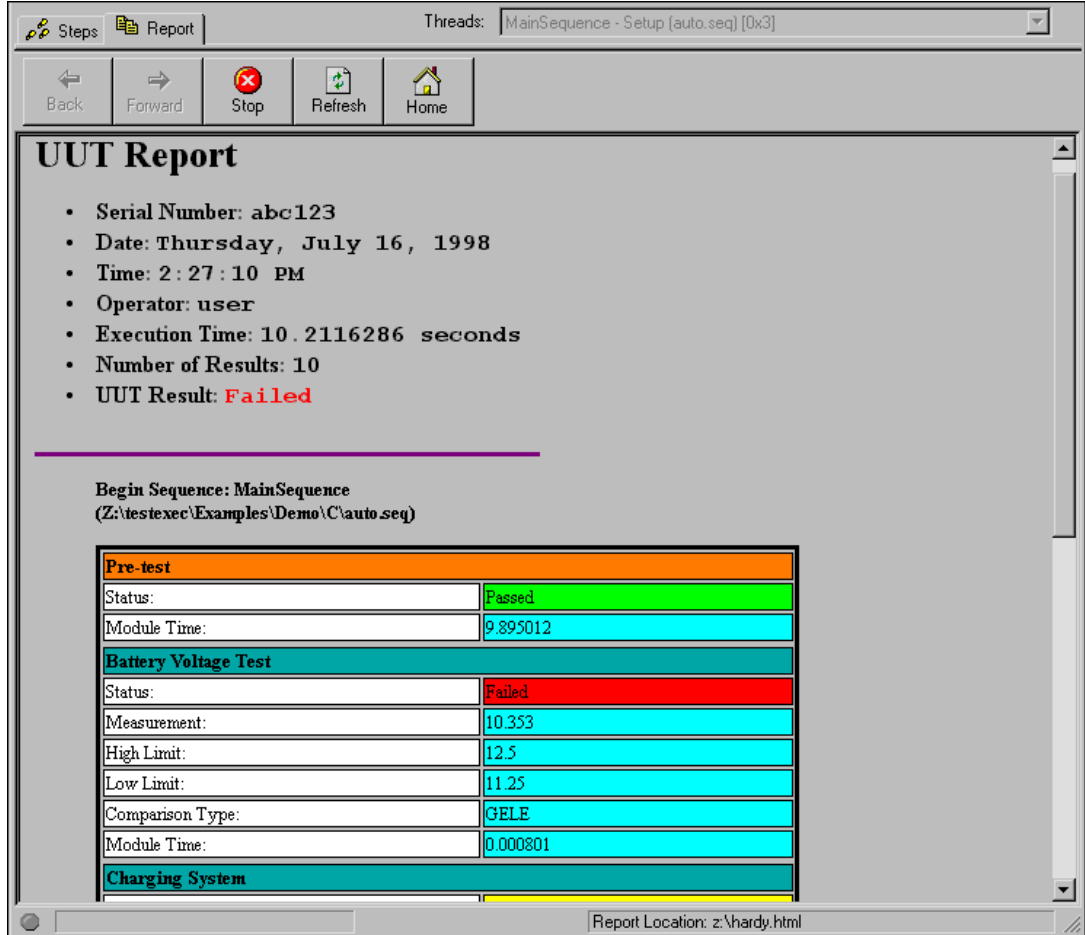 Steps Report Threads: MainSequence - Setup (auto.seq) [0x3]
Back Forward Stop Refresh Home
UUT Report
• Serial Number: abc123
• Date: Thursday, July 16, 1998
• Time: 2:27:10 PM
• Operator: user
• Execution Time: 10.2116286 seconds
• Number of Results: 10
• UUT Result: Failed
Begin Sequence: MainSequence
(Z:\testexec\Examples\Demo\C\auto.seq)
Pre-test
Status: Passed
Module Time: 9.895012
Battery Voltage Test
Status: Failed
Measurement: 10.353
High Limit: 12.5
Low Limit: 11.25
Comparison Type: GELE
Module Time: 0.000801
Charging System
Report Location: z:\hardy.html